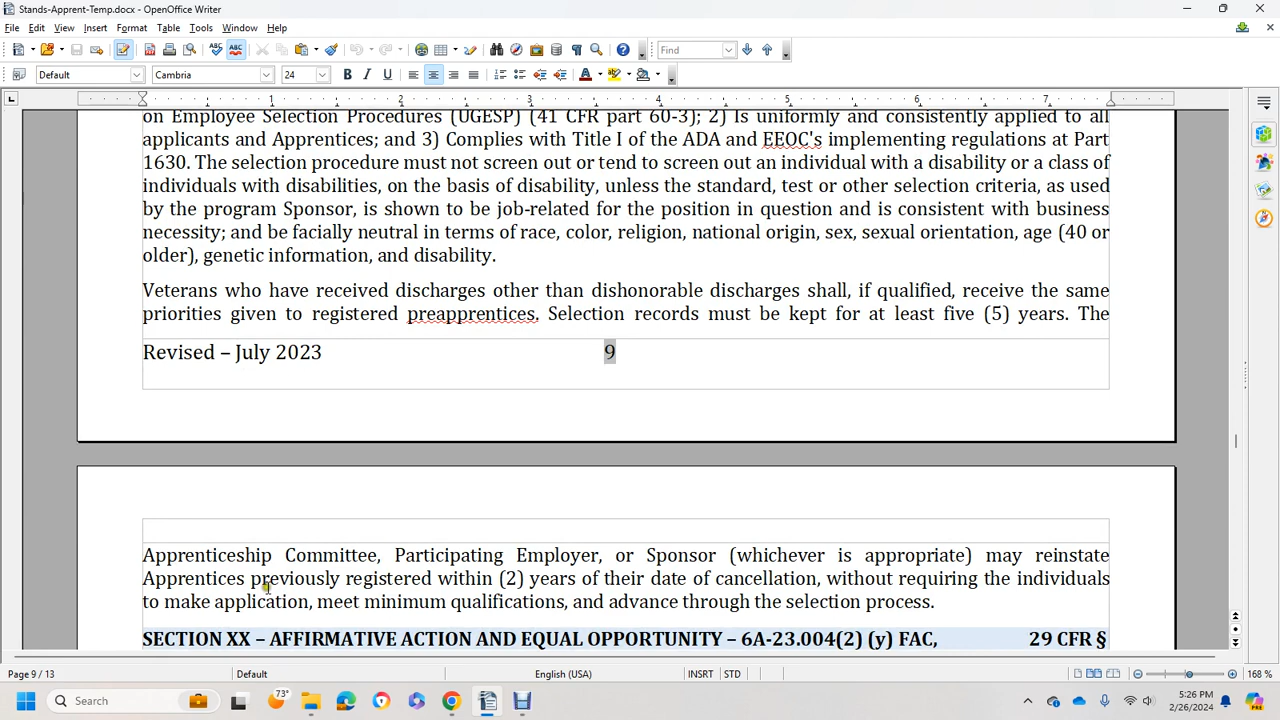 Stands-Apprent-Temp.docx - OpenOffice Writer
File Edit View Insert Format Table Tools Window Help
Find
Default Cambria 24
1 2 3 4 5 6 7
on Employee Selection Procedures (UGESP) (41 CFR part 60-3); 2) Is uniformly and consistently applied to all
applicants and Apprentices; and 3) Complies with Title I of the ADA and EEOC's implementing regulations at Part
1630. The selection procedure must not screen out or tend to screen out an individual with a disability or a class of
individuals with disabilities, on the basis of disability, unless the standard, test or other selection criteria, as used
by the program Sponsor, is shown to be job-related for the position in question and is consistent with business
necessity; and be facially neutral in terms of race, color, religion, national origin, sex, sexual orientation, age (40 or
older), genetic information, and disability.
Veterans who have received discharges other than dishonorable discharges shall, if qualified, receive the same
priorities given to registered preapprentices. Selection records must be kept for at least five (5) years. The
Revised – July 2023 9
Apprenticeship Committee, Participating Employer, or Sponsor (whichever is appropriate) may reinstate
Apprentices previously registered within (2) years of their date of cancellation, without requiring the individuals
to make application, meet minimum qualifications, and advance through the selection process.
SECTION XX – AFFIRMATIVE ACTION AND EQUAL OPPORTUNITY – 6A-23.004(2) (y) FAC, 29 CFR §
Page 9 / 13 Default English (USA) INSRT STD 168 %
Search 73° 5:26 PM
2/26/2024